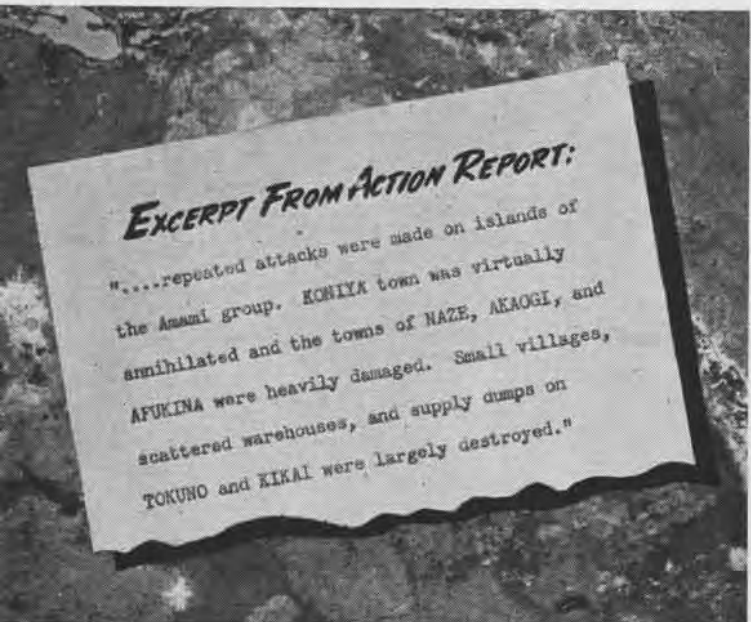 EXCERPT FROM ACTION REPORT:
"....repeated attacks were made on islands of
the Amami group. KONIYA town was virtually
annihilated and the towns of NAZE, AKAOGI, and
AFUKINA were heavily damaged. Small villages,
scattered warehouses, and supply dumps on
TOKUNO and KIKAI were largely destroyed."